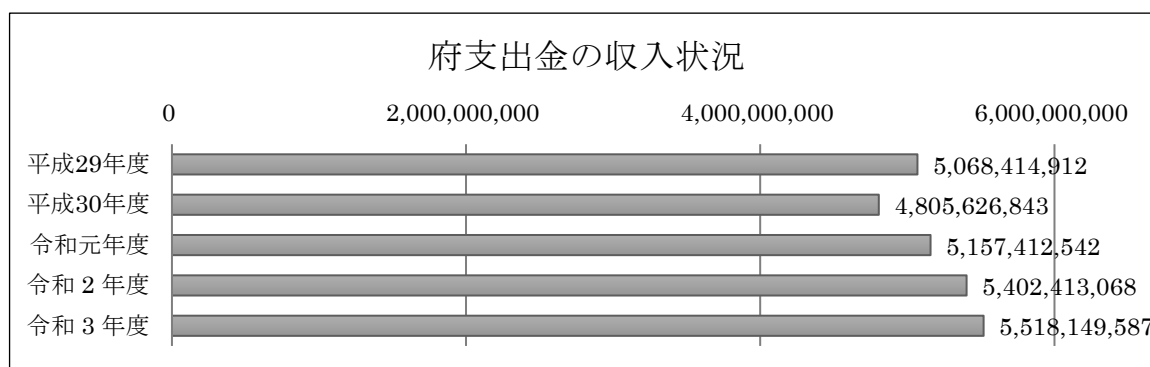 府支出金の収入状況
0 2,000,000,000 4,000,000,000 6,000,000,000
平成29年度 5,068,414,912
平成30年度 4,805,626,843
令和元年度 5,157,412,542
令和2年度 5,402,413,068
令和3年度 5,518,149,587